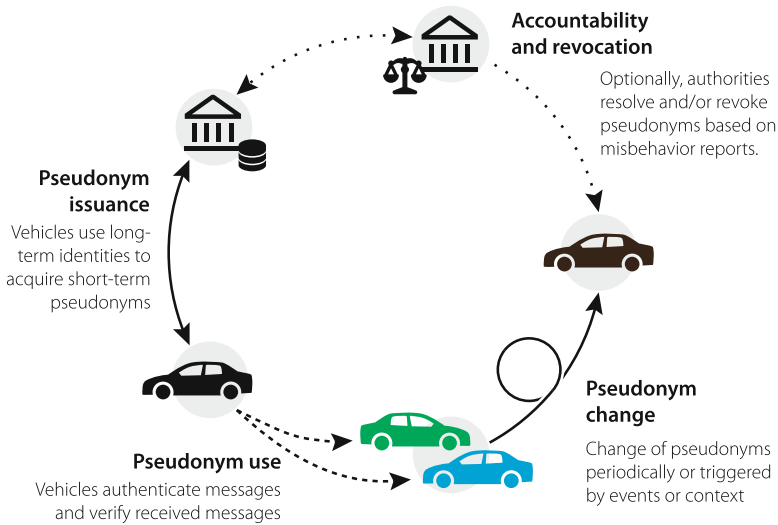 Accountability
and revocation
Optionally, authorities
resolve and/or revoke
pseudonyms based on
misbehavior reports.
Pseudonym
issuance
Vehicles use long-
term identities to
acquire short-term
pseudonyms
Pseudonym use
Vehicles authenticate messages
and verify received messages
Pseudonym
change
Change of pseudonyms
periodically or triggered
by events or context